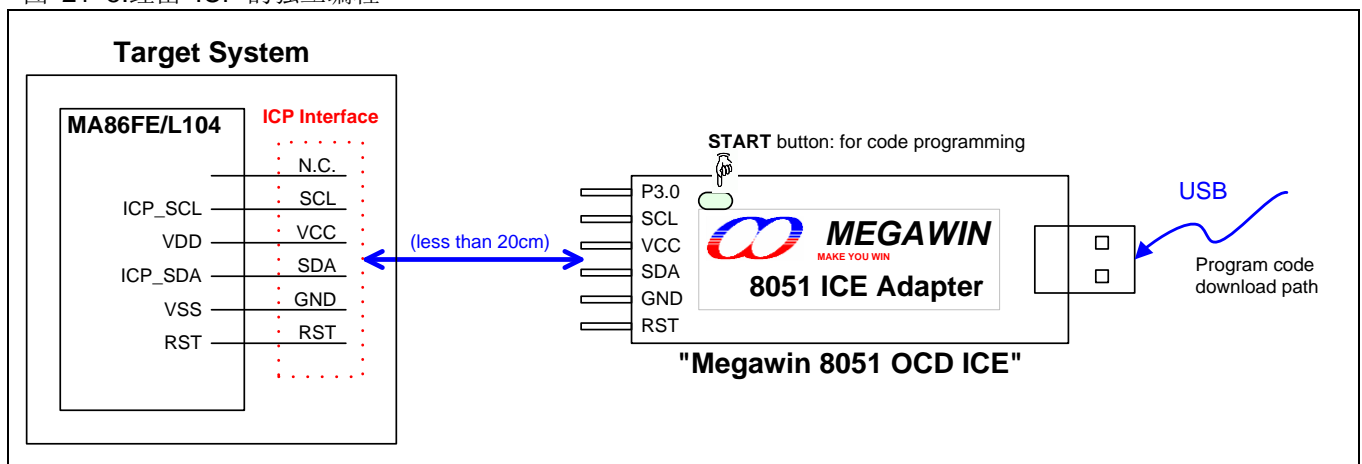 Target System
MA86FE/L104
ICP Interface
N.C.
ICP_SCL
SCL
VDD
VCC
ICP_SDA
SDA
VSS
GND
RST
RST
(less than 20cm)
START button: for code programming
P3.0
SCL
VCC
SDA
GND
RST
MEGAWIN
MAKE YOU WIN
8051 ICE Adapter
"Megawin 8051 OCD ICE"
USB
Program code
download path